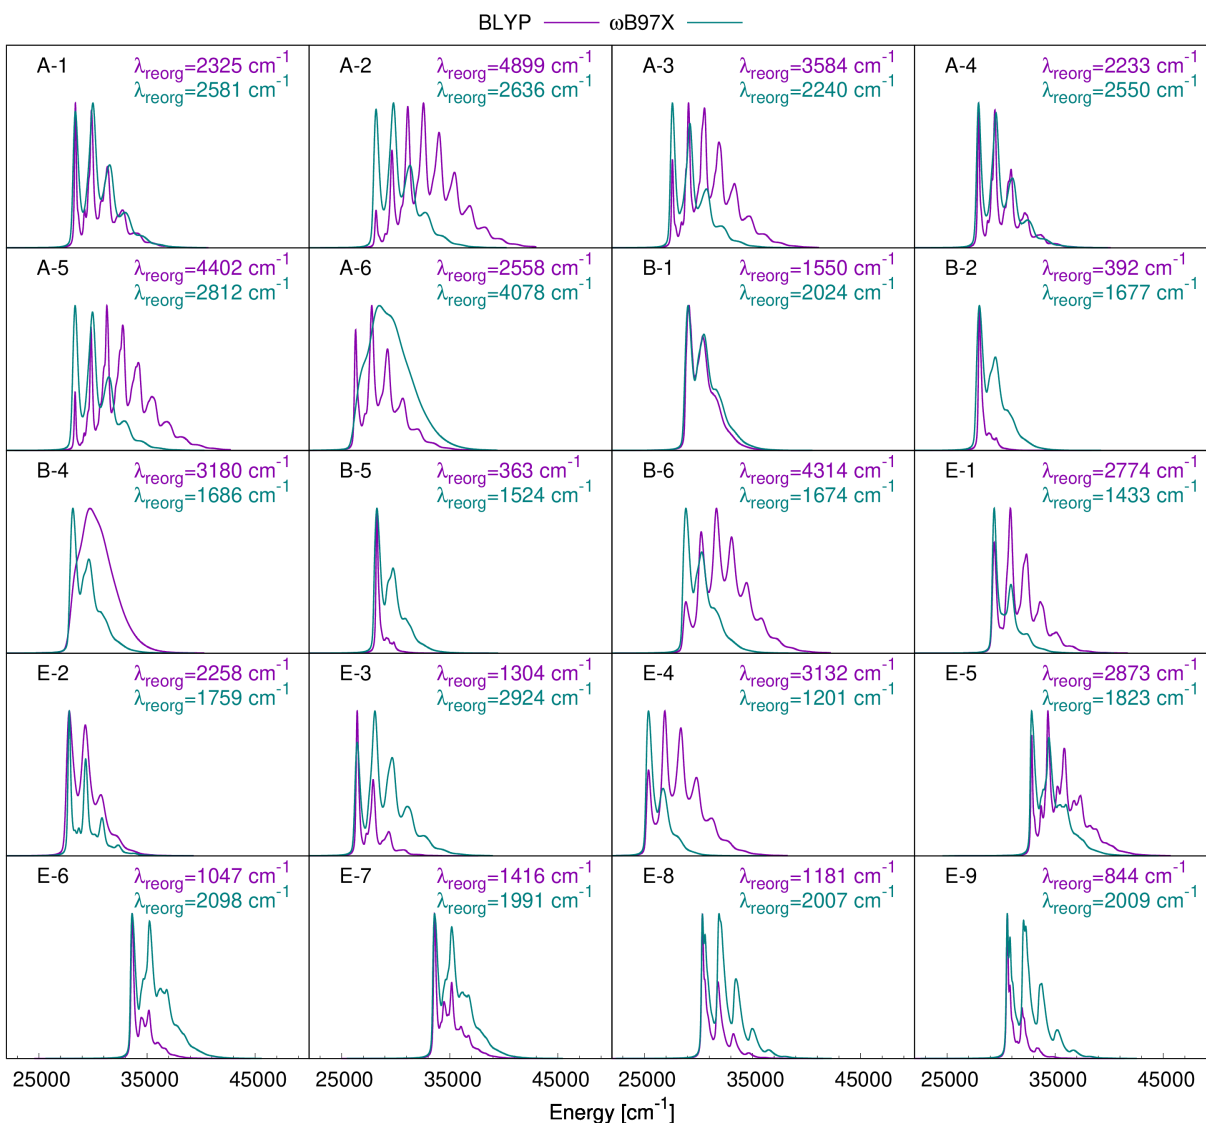 BLYP ωB97X
A-1 λreorg=2325 cm⁻¹
λreorg=2581 cm⁻¹
A-2 λreorg=4899 cm⁻¹
λreorg=2636 cm⁻¹
A-3 λreorg=3584 cm⁻¹
λreorg=2240 cm⁻¹
A-4 λreorg=2233 cm⁻¹
λreorg=2550 cm⁻¹
A-5 λreorg=4402 cm⁻¹
λreorg=2812 cm⁻¹
A-6 λreorg=2558 cm⁻¹
λreorg=4078 cm⁻¹
B-1 λreorg=1550 cm⁻¹
λreorg=2024 cm⁻¹
B-2 λreorg=392 cm⁻¹
λreorg=1677 cm⁻¹
B-4 λreorg=3180 cm⁻¹
λreorg=1686 cm⁻¹
B-5 λreorg=363 cm⁻¹
λreorg=1524 cm⁻¹
B-6 λreorg=4314 cm⁻¹
λreorg=1674 cm⁻¹
E-1 λreorg=2774 cm⁻¹
λreorg=1433 cm⁻¹
E-2 λreorg=2258 cm⁻¹
λreorg=1759 cm⁻¹
E-3 λreorg=1304 cm⁻¹
λreorg=2924 cm⁻¹
E-4 λreorg=3132 cm⁻¹
λreorg=1201 cm⁻¹
E-5 λreorg=2873 cm⁻¹
λreorg=1823 cm⁻¹
E-6 λreorg=1047 cm⁻¹
λreorg=2098 cm⁻¹
E-7 λreorg=1416 cm⁻¹
λreorg=1991 cm⁻¹
E-8 λreorg=1181 cm⁻¹
λreorg=2007 cm⁻¹
E-9 λreorg=844 cm⁻¹
λreorg=2009 cm⁻¹
25000 35000 45000 25000 35000 45000 25000 35000 45000 25000 35000 45000
Energy [cm⁻¹]